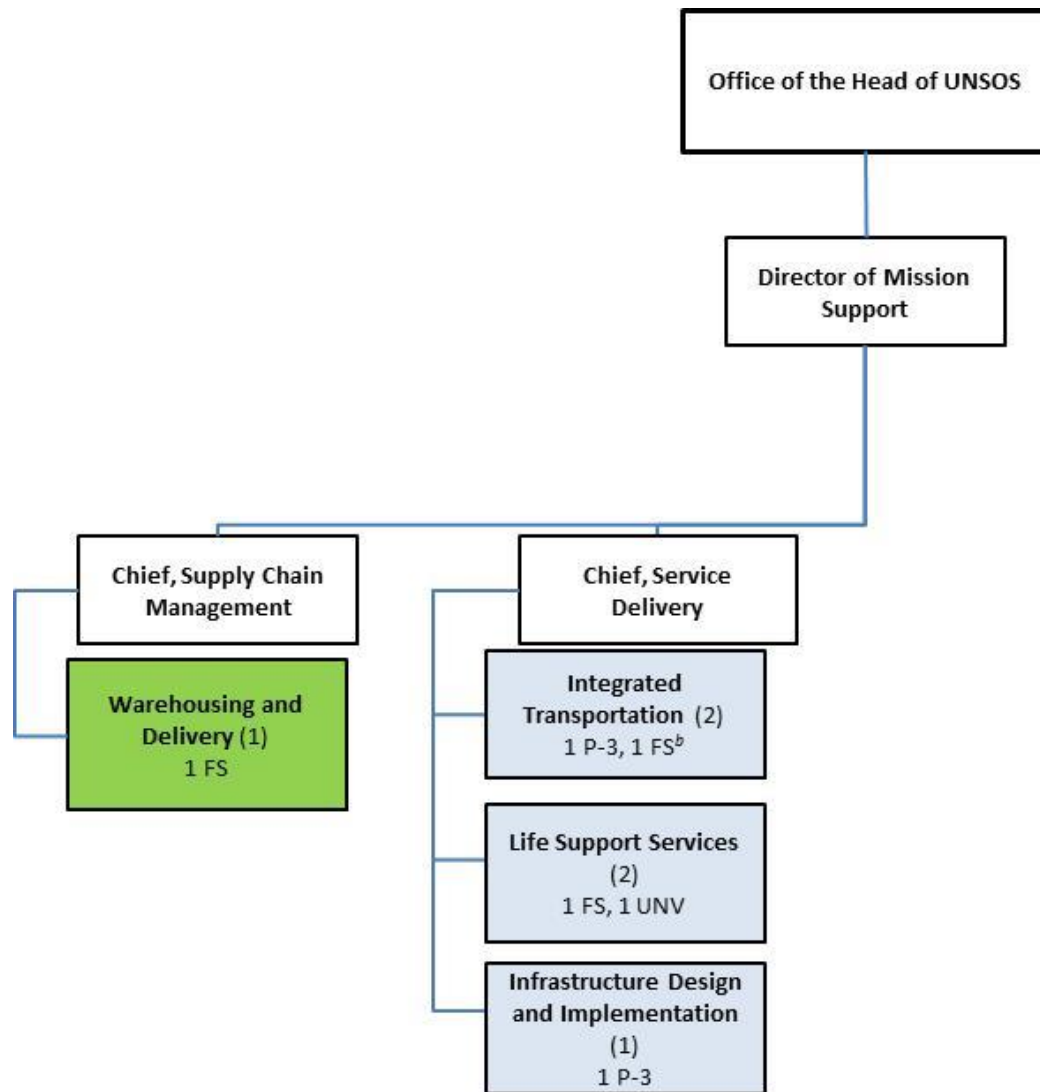 Office of the Head of UNSOS
Director of Mission
Support
Chief, Supply Chain
Management
Warehousing and
Delivery (1)
1 FS
Chief, Service
Delivery
Integrated
Transportation (2)
1 P-3, 1 FSᵇ
Life Support Services
(2)
1 FS, 1 UNV
Infrastructure Design
and Implementation
(1)
1 P-3